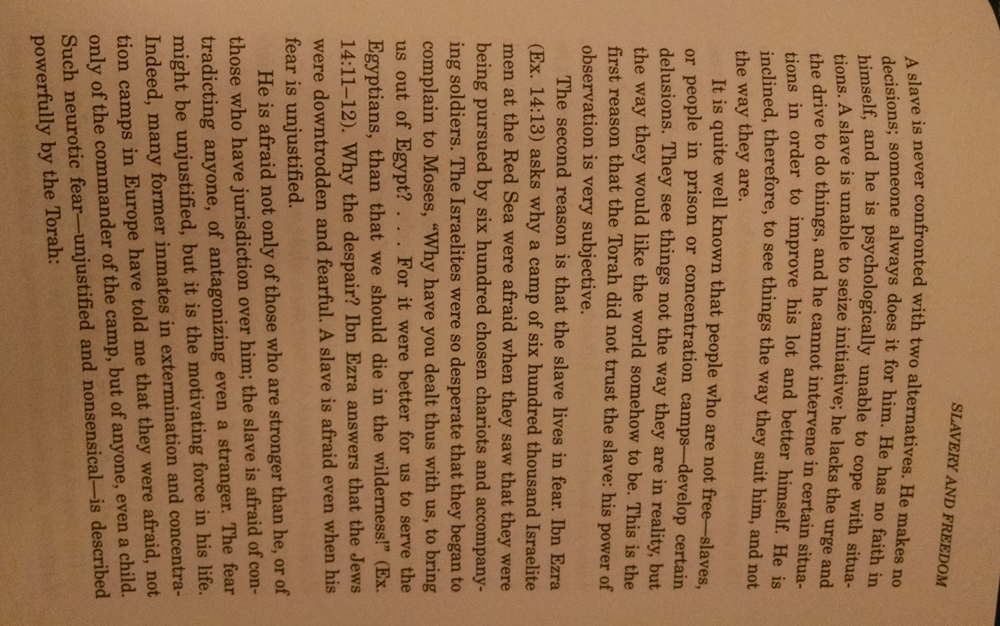 SLAVERY AND FREEDOM
A slave is never confronted with two alternatives. He makes no
decisions; someone always does it for him. He has no faith in
himself, and he is psychologically unable to cope with situa-
tions. A slave is unable to seize initiative; he lacks the urge and
the drive to do things, and he cannot intervene in certain situa-
tions in order to improve his lot and better himself. He is
inclined, therefore, to see things the way they suit him, and not
the way they are.
It is quite well known that people who are not free—slaves,
or people in prison or concentration camps—develop certain
delusions. They see things not the way they are in reality, but
the way they would like the world somehow to be. This is the
first reason that the Torah did not trust the slave: his power of
observation is very subjective.
The second reason is that the slave lives in fear. Ibn Ezra
(Ex. 14:13) asks why a camp of six hundred thousand Israelite
men at the Red Sea were afraid when they saw that they were
being pursued by six hundred chosen chariots and accompany-
ing soldiers. The Israelites were so desperate that they began to
complain to Moses, “Why have you dealt thus with us, to bring
us out of Egypt? . . . For it were better for us to serve the
Egyptians, than that we should die in the wilderness!” (Ex.
14:11–12). Why the despair? Ibn Ezra answers that the Jews
were downtrodden and fearful. A slave is afraid even when his
fear is unjustified.
He is afraid not only of those who are stronger than he, or of
those who have jurisdiction over him; the slave is afraid of con-
tradicting anyone, of antagonizing even a stranger. The fear
might be unjustified, but it is the motivating force in his life.
Indeed, many former inmates in extermination and concentra-
tion camps in Europe have told me that they were afraid, not
only of the commander of the camp, but of anyone, even a child.
Such neurotic fear—unjustified and nonsensical—is described
powerfully by the Torah: